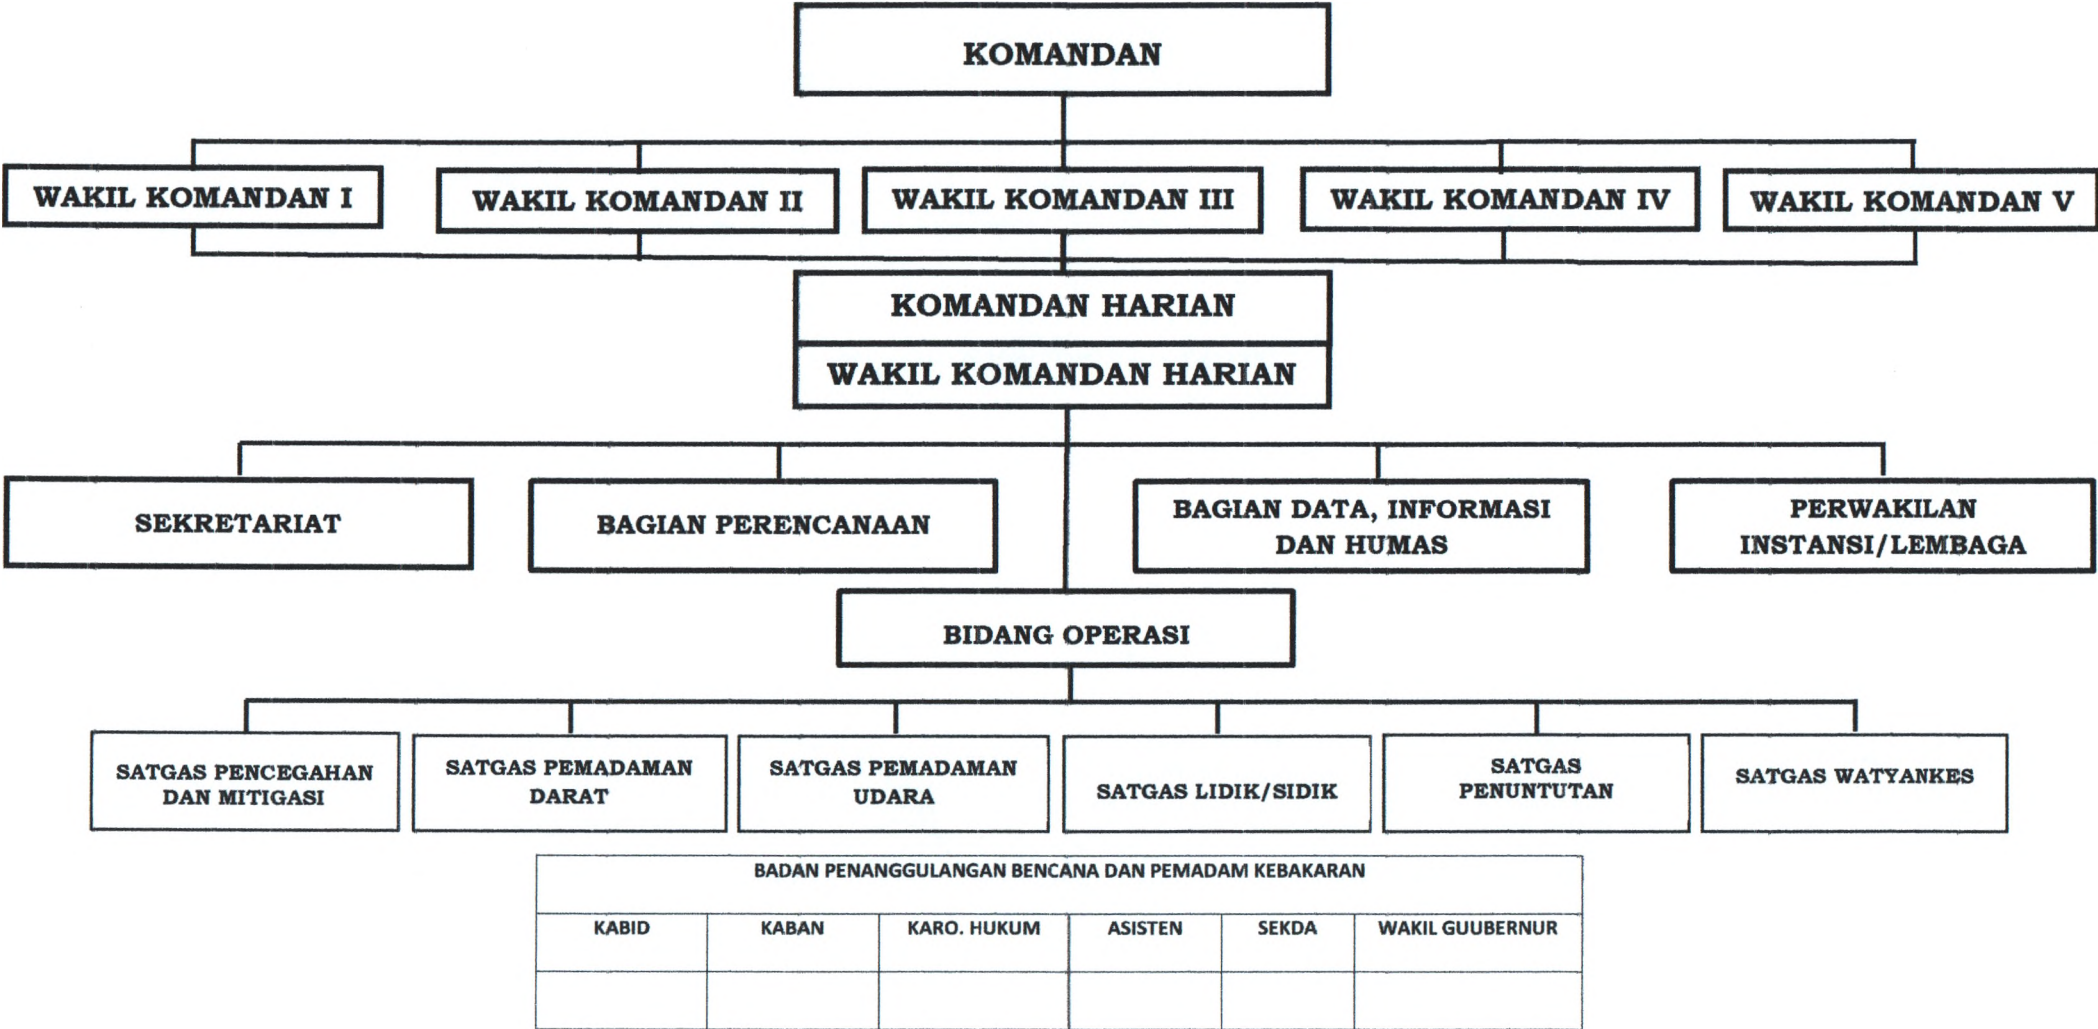 KOMANDAN
WAKIL KOMANDAN I
WAKIL KOMANDAN II
WAKIL KOMANDAN III
WAKIL KOMANDAN IV
WAKIL KOMANDAN V
KOMANDAN HARIAN
WAKIL KOMANDAN HARIAN
SEKRETARIAT
BAGIAN PERENCANAAN
BAGIAN DATA, INFORMASI
DAN HUMAS
PERWAKILAN
INSTANSI/LEMBAGA
BIDANG OPERASI
SATGAS PENCEGAHAN
DAN MITIGASI
SATGAS PEMADAMAN
DARAT
SATGAS PEMADAMAN
UDARA
SATGAS LIDIK/SIDIK
SATGAS
PENUNTUTAN
SATGAS WATYANKES
BADAN PENANGGULANGAN BENCANA DAN PEMADAM KEBAKARAN
KABID
KABAN
KARO. HUKUM
ASISTEN
SEKDA
WAKIL GUUBERNUR